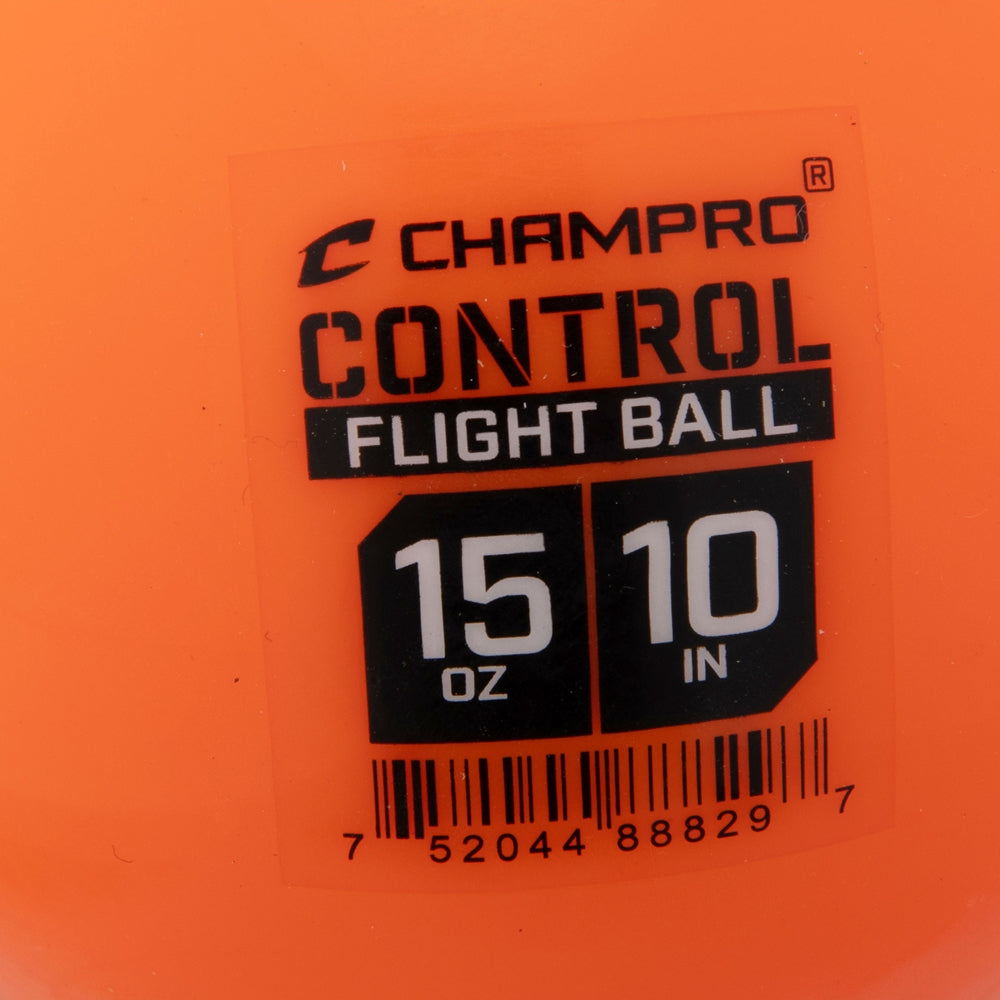 CHAMPRO®
CONTROL
FLIGHT BALL
15 10
OZ IN
7 52044 88829 7